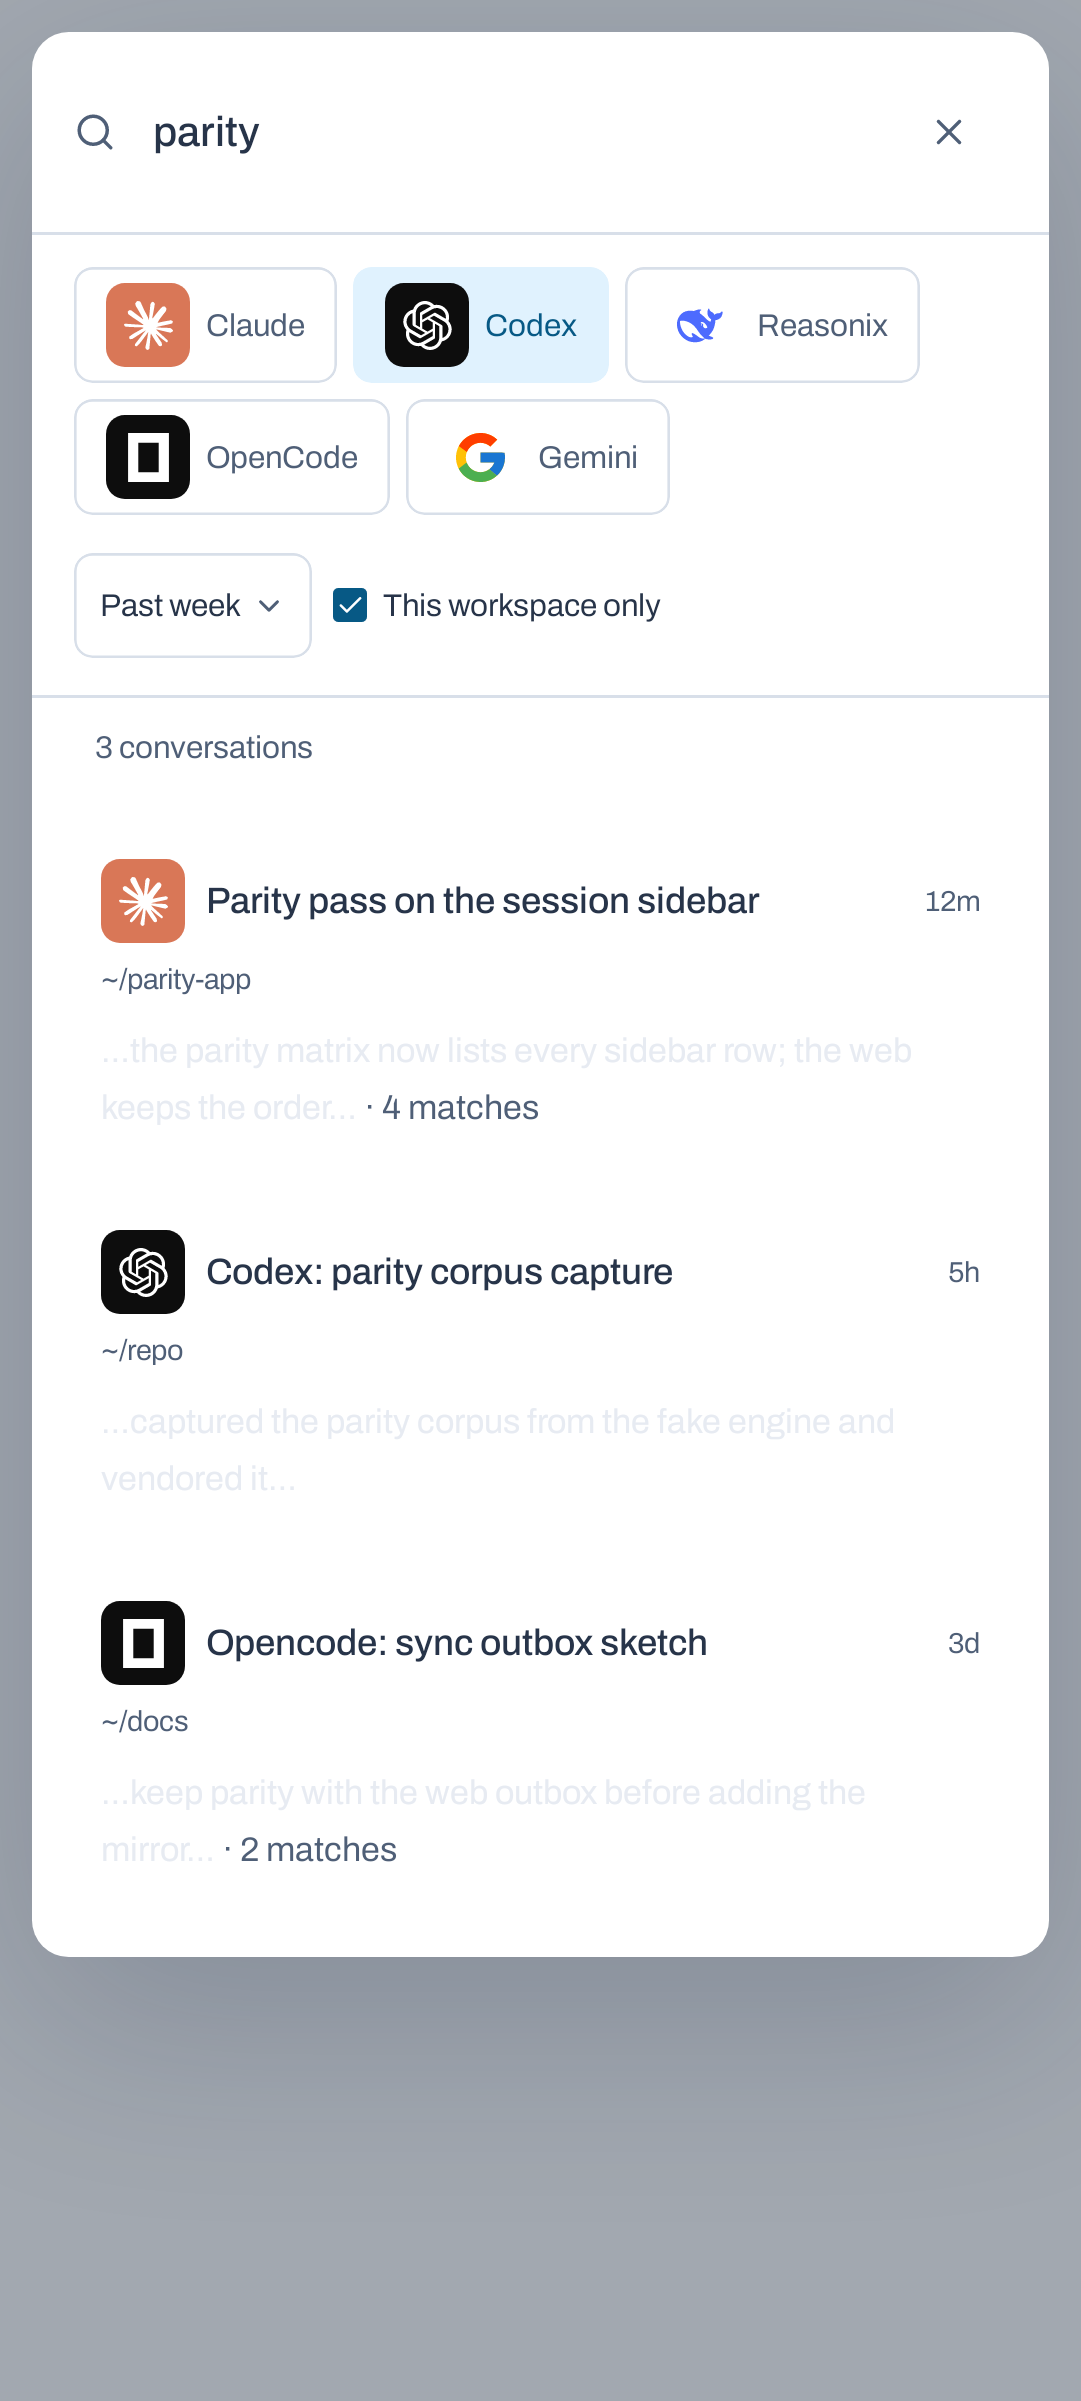 parity
Claude
Codex
Reasonix
OpenCode
Gemini
Past week
This workspace only
3 conversations
Parity pass on the session sidebar
12m
~/parity-app
...the parity matrix now lists every sidebar row; the web
keeps the order... · 4 matches
Codex: parity corpus capture
5h
~/repo
...captured the parity corpus from the fake engine and
vendored it...
Opencode: sync outbox sketch
3d
~/docs
...keep parity with the web outbox before adding the
mirror... · 2 matches